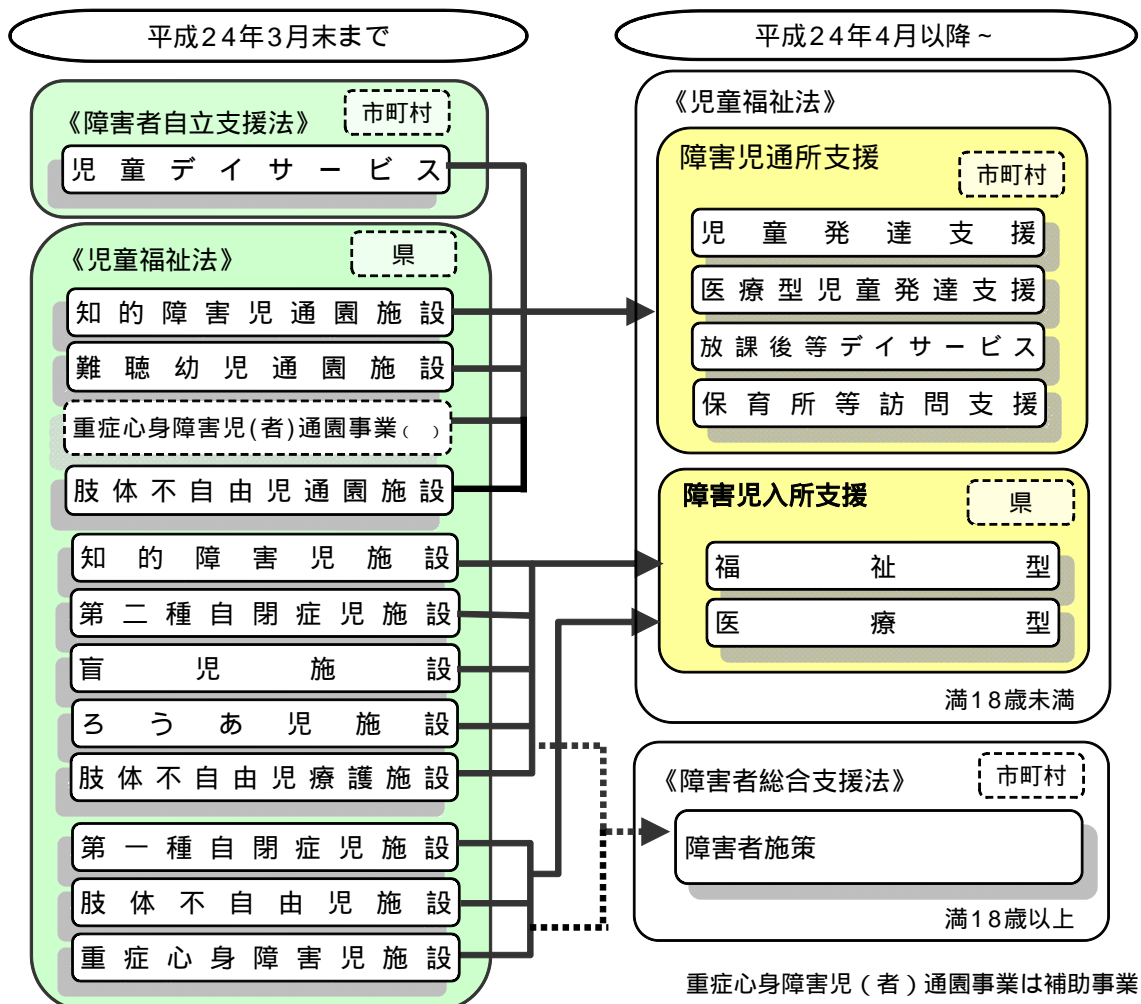 平成24年3月末まで
《障害者自立支援法》
市町村
児童デイサービス
《児童福祉法》
県
知的障害児通園施設
難聴幼児通園施設
重症心身障害児(者)通園事業( )
肢体不自由児通園施設
知的障害児施設
第二種自閉症児施設
盲児施設
ろうあ児施設
肢体不自由児療護施設
第一種自閉症児施設
肢体不自由児施設
重症心身障害児施設
平成24年4月以降~
《児童福祉法》
障害児通所支援
市町村
児童発達支援
医療型児童発達支援
放課後等デイサービス
保育所等訪問支援
障害児入所支援
県
福祉型
医療型
満18歳未満
《障害者総合支援法》
市町村
障害者施策
満18歳以上
重症心身障害児(者)通園事業は補助事業